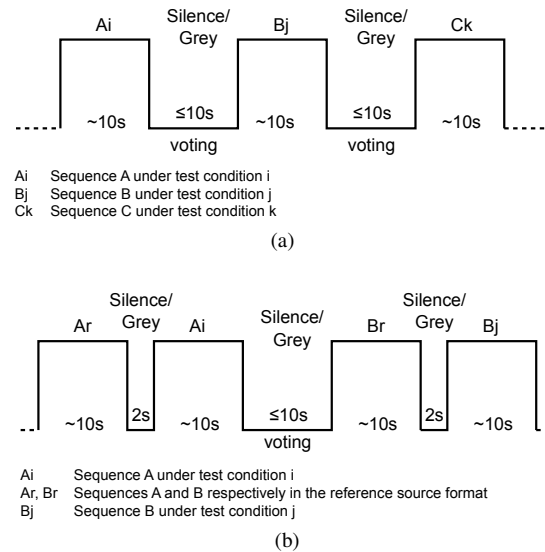 Ai Silence/ Bj Silence/ Ck
Grey Grey
~10s ≤10s ~10s ≤10s ~10s
voting voting
Ai Sequence A under test condition i
Bj Sequence B under test condition j
Ck Sequence C under test condition k
(a)
Silence/ Silence/
Ar Grey Ai Silence/ Br Grey Bj
Grey
~10s 2s ~10s ≤10s ~10s 2s ~10s
voting
Ai Sequence A under test condition i
Ar, Br Sequences A and B respectively in the reference source format
Bj Sequence B under test condition j
(b)